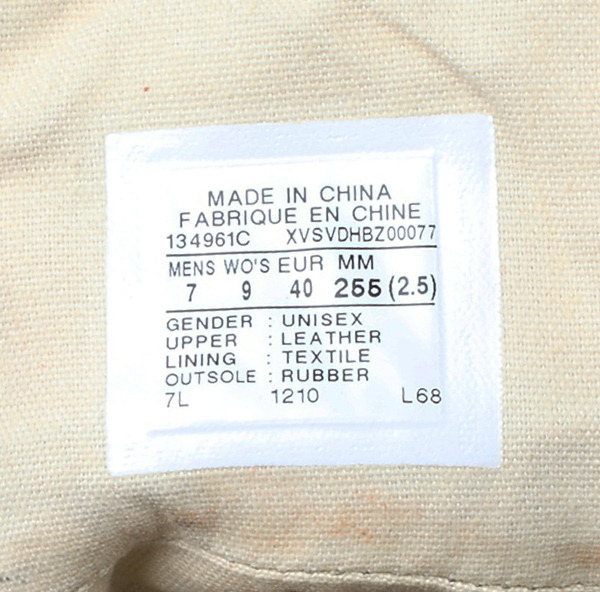 MADE IN CHINA
FABRIQUE EN CHINE
134961C XVSVDHBZ00077
MENS WO'S EUR MM
7 9 40 255 (2.5)
GENDER : UNISEX
UPPER : LEATHER
LINING : TEXTILE
OUTSOLE : RUBBER
7L 1210 L68